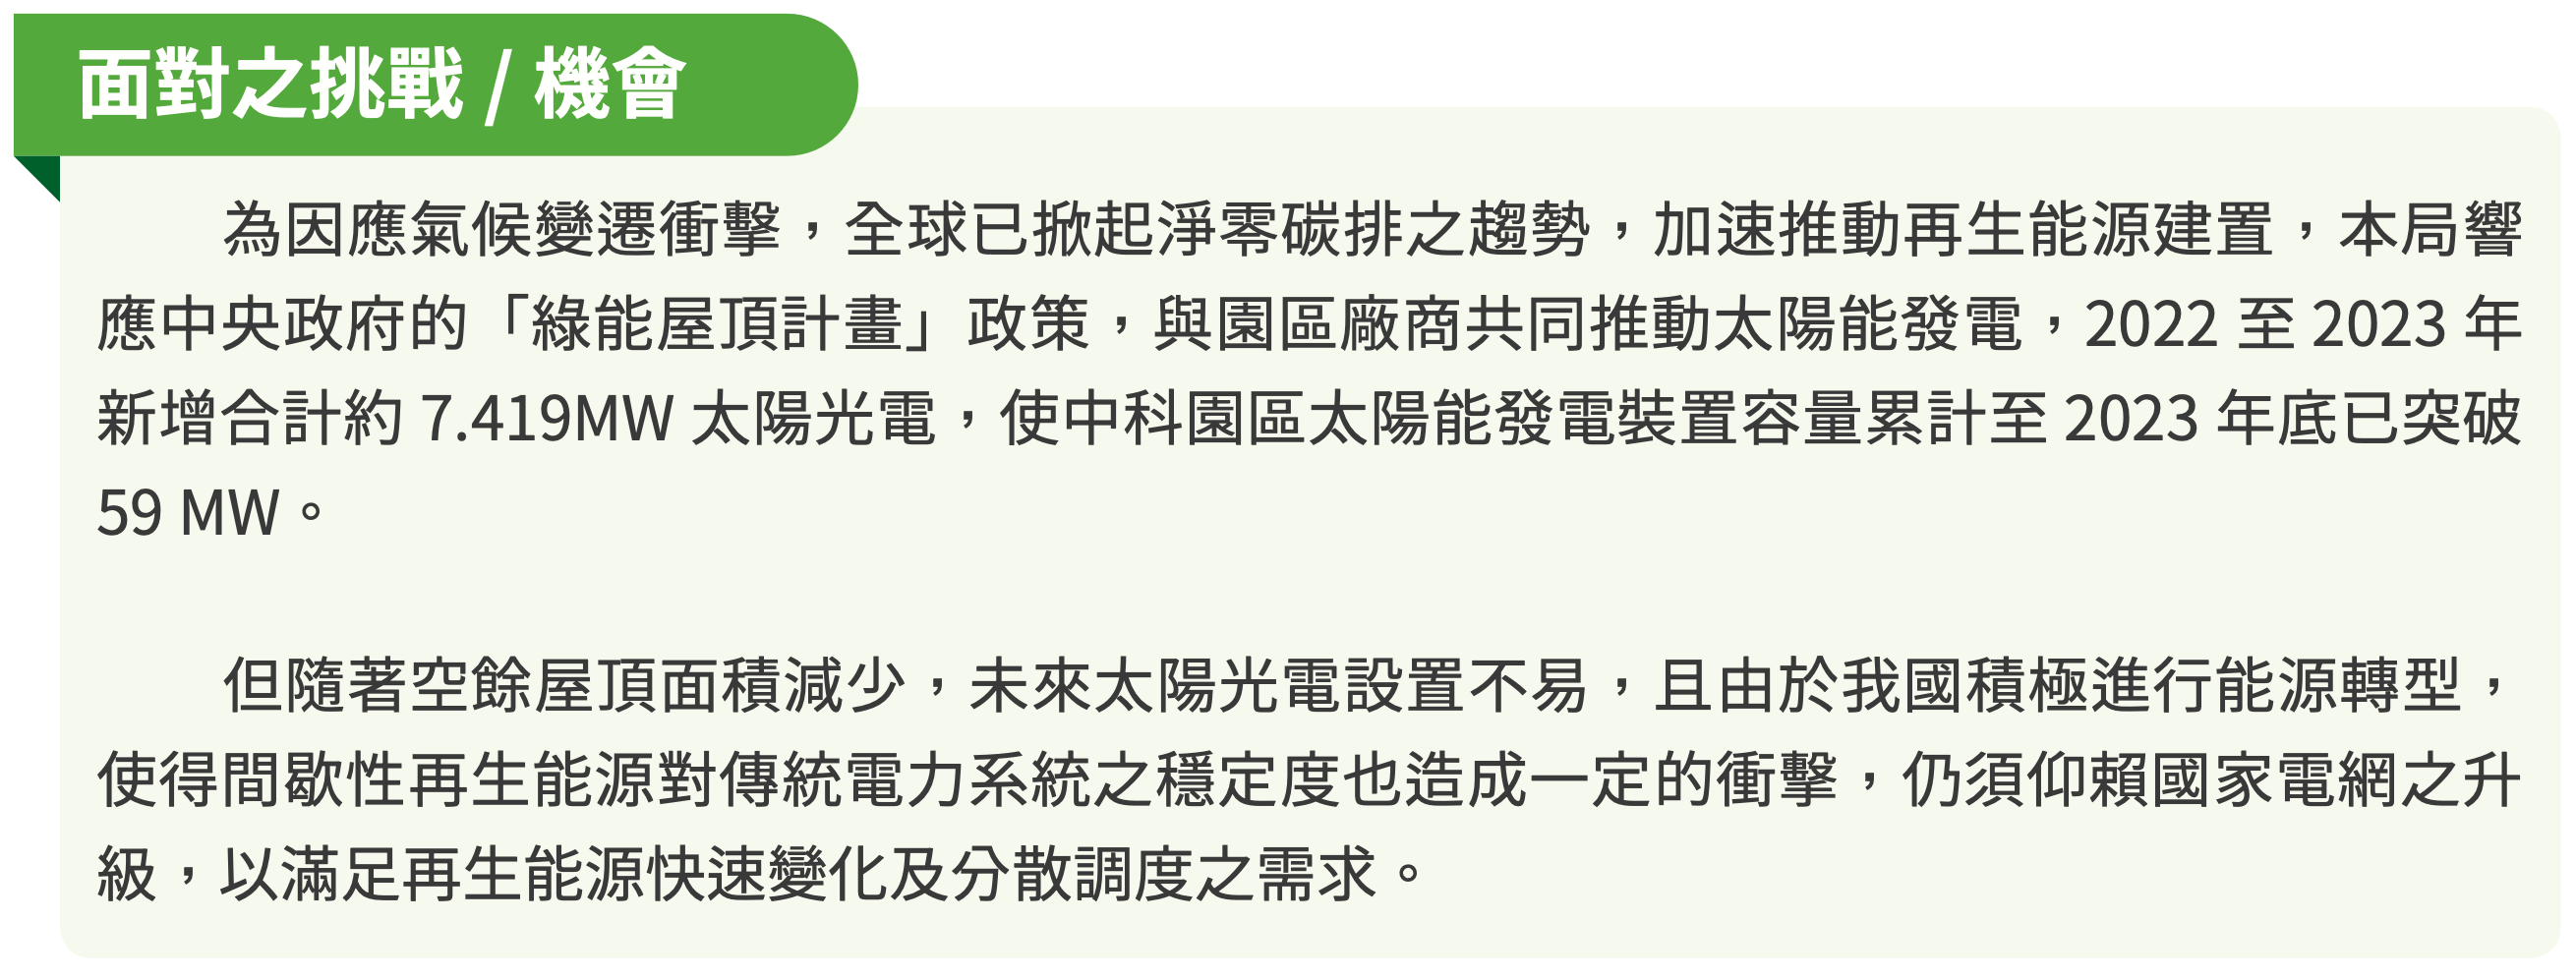 面對之挑戰 / 機會
為因應氣候變遷衝擊，全球已掀起淨零碳排之趨勢，加速推動再生能源建置，本局響
應中央政府的「綠能屋頂計畫」政策，與園區廠商共同推動太陽能發電，2022 至 2023 年
新增合計約 7.419MW 太陽光電，使中科園區太陽能發電裝置容量累計至 2023 年底已突破
59 MW。
但隨著空餘屋頂面積減少，未來太陽光電設置不易，且由於我國積極進行能源轉型，
使得間歇性再生能源對傳統電力系統之穩定度也造成一定的衝擊，仍須仰賴國家電網之升
級，以滿足再生能源快速變化及分散調度之需求。